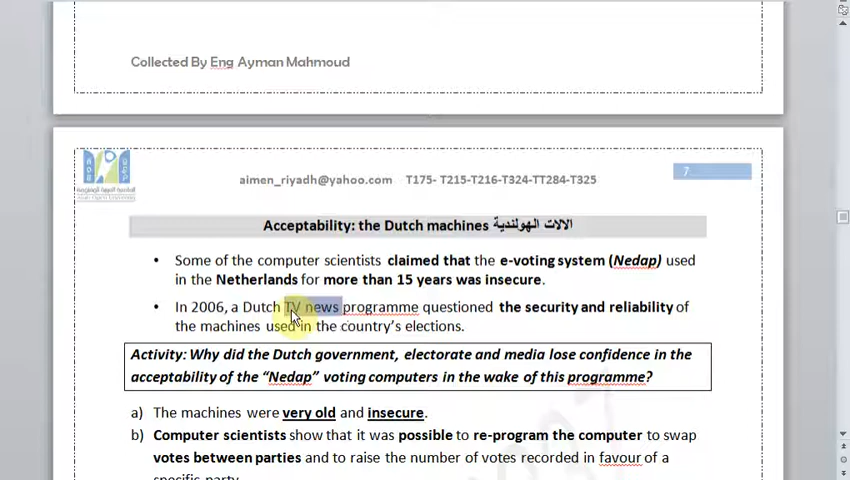 Collected By Eng Ayman Mahmoud
aimen_riyadh@yahoo.com T175- T215-T216-T324-TT284-T325
7
Acceptability: the Dutch machines الالات الهولندية
• Some of the computer scientists claimed that the e-voting system (Nedap) used
in the Netherlands for more than 15 years was insecure.
• In 2006, a Dutch TV news programme questioned the security and reliability of
the machines used in the country's elections.
Activity: Why did the Dutch government, electorate and media lose confidence in the
acceptability of the "Nedap" voting computers in the wake of this programme?
a) The machines were very old and insecure.
b) Computer scientists show that it was possible to re-program the computer to swap
votes between parties and to raise the number of votes recorded in favour of a
specific party.